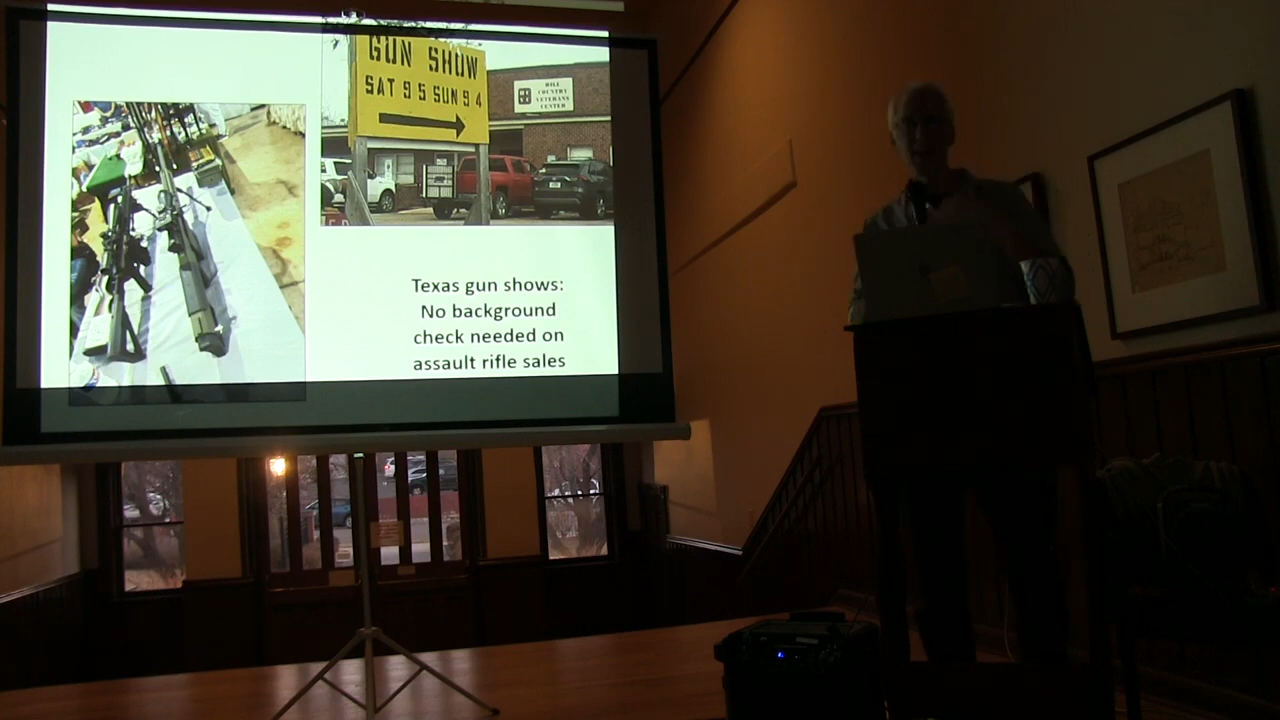 GUN SHOW
SAT 9 5 SUN 9 4
HILL
COUNTRY
VETERANS
CENTER
Texas gun shows:
No background
check needed on
assault rifle sales